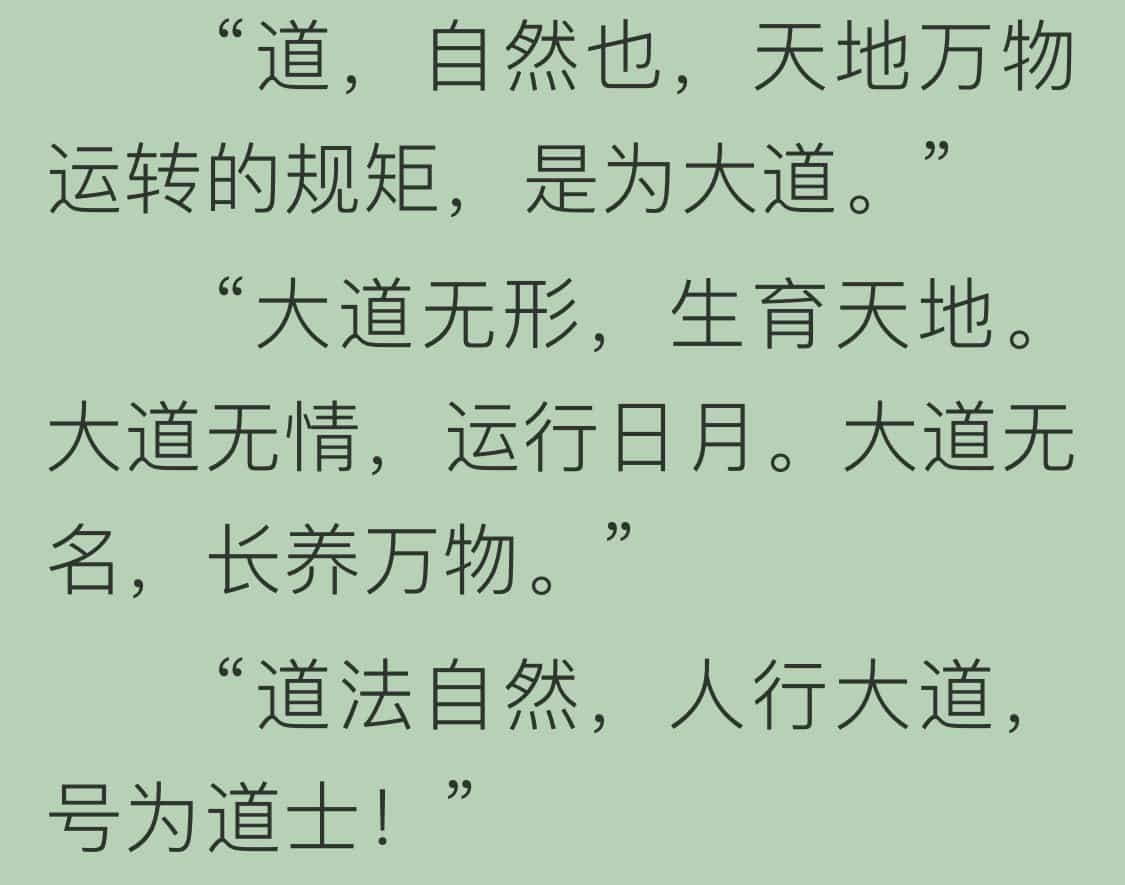 “道，自然也，天地万物
运转的规矩，是为大道。”
“大道无形，生育天地。
大道无情，运行日月。大道无
名，长养万物。”
“道法自然，人行大道，
号为道士！”